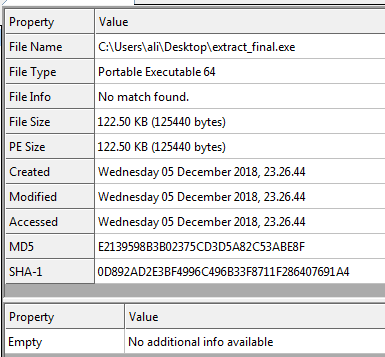 Property Value
File Name C:\Users\ali\Desktop\extract_final.exe
File Type Portable Executable 64
File Info No match found.
File Size 122.50 KB (125440 bytes)
PE Size 122.50 KB (125440 bytes)
Created Wednesday 05 December 2018, 23.26.44
Modified Wednesday 05 December 2018, 23.26.44
Accessed Wednesday 05 December 2018, 23.26.44
MD5 E2139598B3B02375CD3D5A82C53ABE8F
SHA-1 0D892AD2E3BF4996C496B33F8711F286407691A4
Property Value
Empty No additional info available